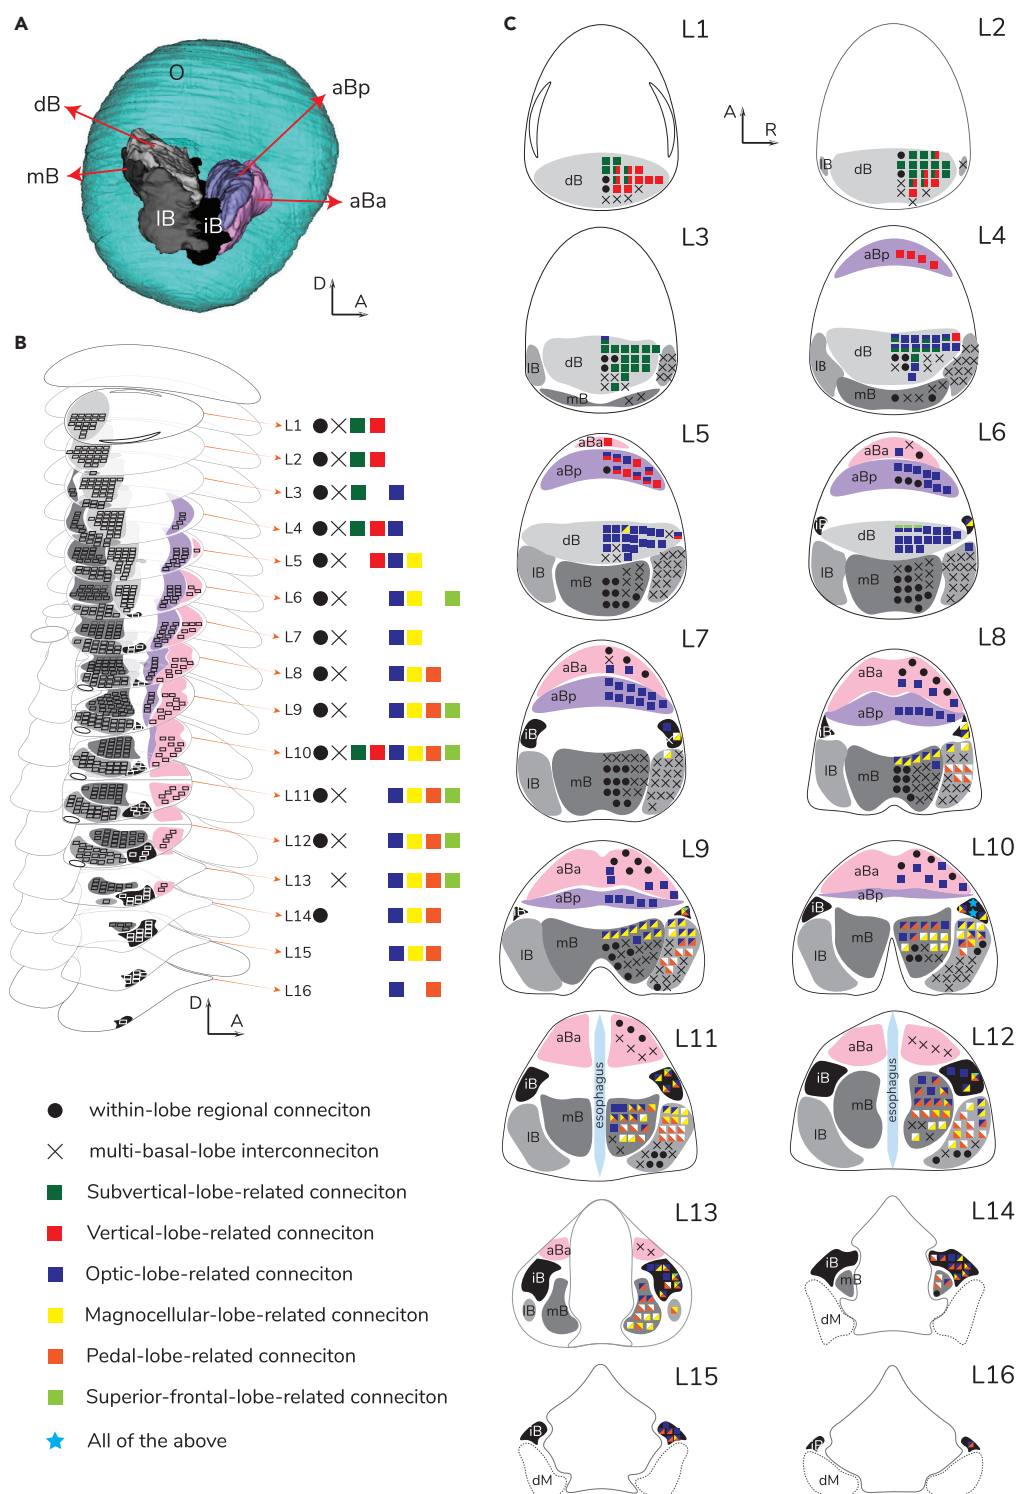 A
O
dB
aBp
mB
lB
iB
aBa
D
A
B
L1
L2
L3
L4
L5
L6
L7
L8
L9
L10
L11
L12
L13
L14
L15
L16
D
A
within-lobe regional conneciton
multi-basal-lobe interconneciton
Subvertical-lobe-related conneciton
Vertical-lobe-related conneciton
Optic-lobe-related conneciton
Magnocellular-lobe-related conneciton
Pedal-lobe-related conneciton
Superior-frontal-lobe-related conneciton
All of the above
C
L1
dB
A
R
L2
lB
dB
L3
lB
dB
mB
L4
aBp
lB
dB
mB
L5
aBa
aBp
dB
lB
mB
L6
aBa
aBp
iB
dB
lB
mB
L7
aBa
aBp
iB
lB
mB
L8
aBa
aBp
iB
lB
mB
L9
aBa
aBp
iB
lB
mB
L10
aBa
aBp
iB
lB
mB
L11
aBa
iB
mB
lB
esophagus
L12
aBa
iB
mB
lB
esophagus
L13
aBa
iB
lB
mB
L14
iB
mB
dM
L15
iB
dM
L16
iB
dM